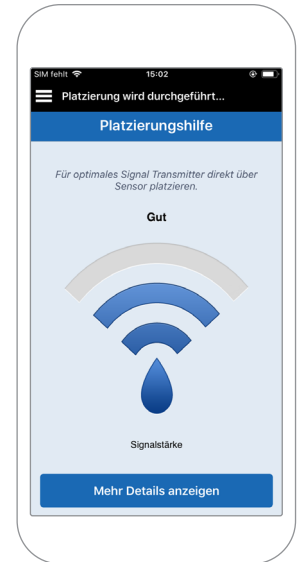 SIM fehlt 15:02
Platzierung wird durchgeführt...
Platzierungshilfe
Für optimales Signal Transmitter direkt über
Sensor platzieren.
Gut
Signalstärke
Mehr Details anzeigen